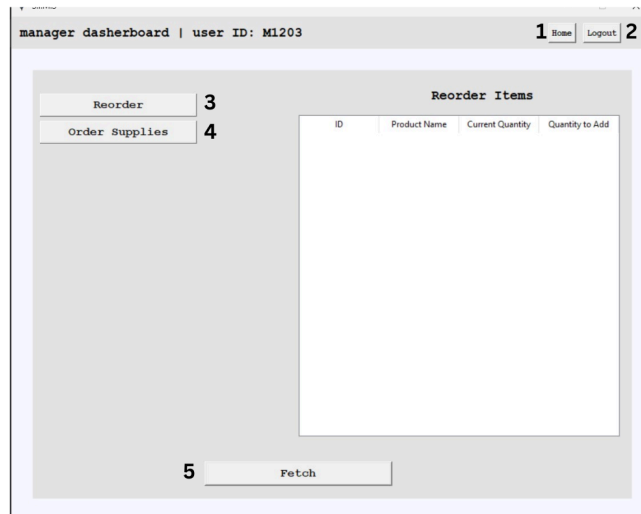 manager dasherboard | user ID: M1203 1 Home Logout 2
Reorder 3
Order Supplies 4
Reorder Items
ID Product Name Current Quantity Quantity to Add
5 Fetch